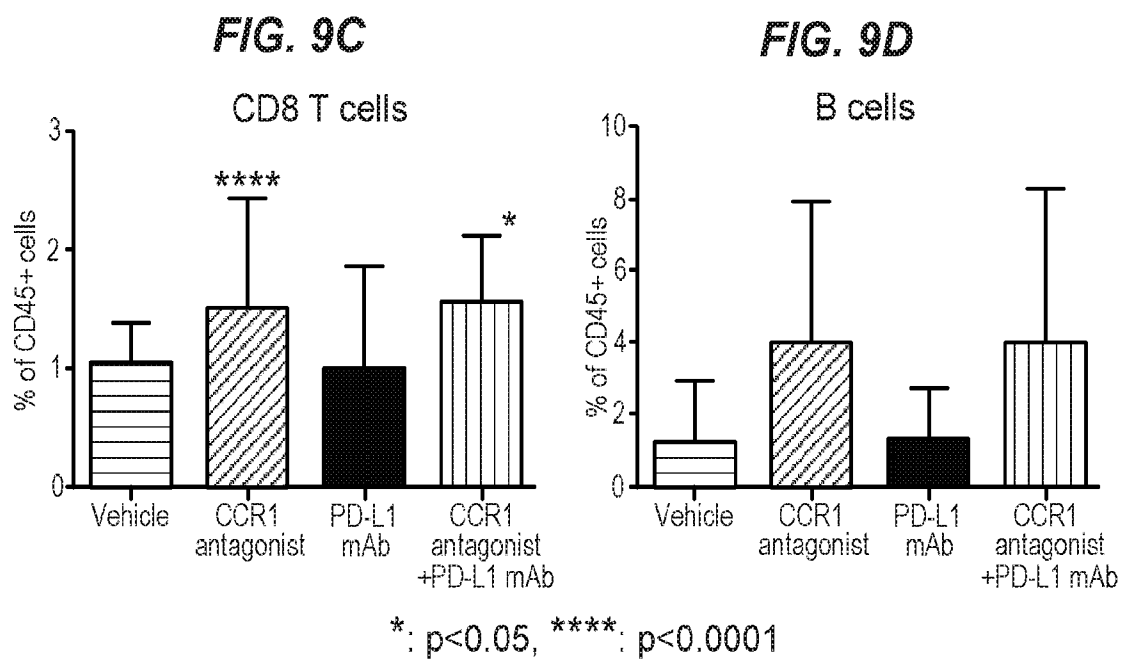 FIG. 9C
CD8 T cells
3
2
1
0
% of CD45+ cells
****
*
Vehicle
CCR1
antagonist
PD-L1
mAb
CCR1
antagonist
+PD-L1 mAb
FIG. 9D
B cells
10
8
6
4
2
0
% of CD45+ cells
Vehicle
CCR1
antagonist
PD-L1
mAb
CCR1
antagonist
+PD-L1 mAb
*: p<0.05, ****: p<0.0001